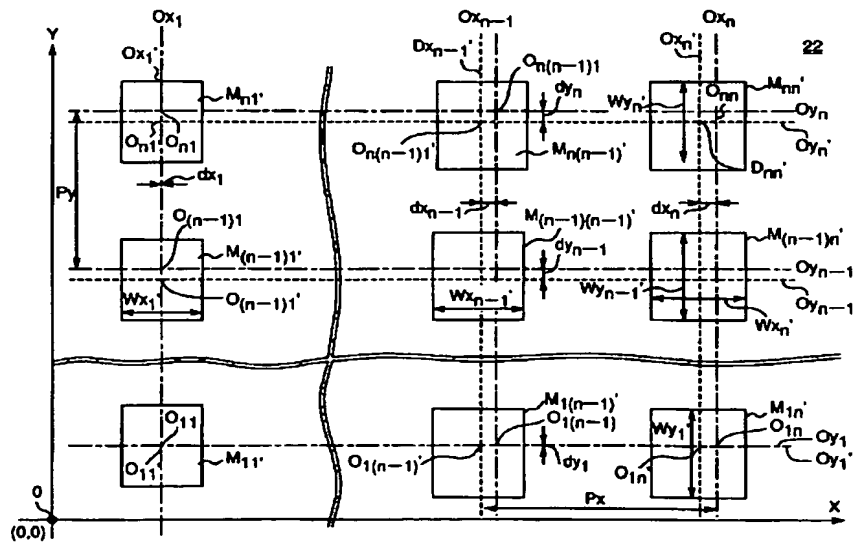 Ox₁ Oxₙ₋₁ Oxₙ
Y Ox₁' Dxₙ₋₁' Oxₙ' 22
Mₙ₁' Oₙ₍ₙ₋₁₎₁ dyₙ Wyₙ' Mₙₙ' Oₙₙ Oyₙ
Oₙ₁' Oₙ₁ Oₙ₍ₙ₋₁₎₁' Mₙ₍ₙ₋₁₎' Oyₙ'
Dₙₙ'
Py dx₁ dxₙ₋₁ dxₙ
O₍ₙ₋₁₎₁ M₍ₙ₋₁₎₍ₙ₋₁₎' M₍ₙ₋₁₎ₙ'
M₍ₙ₋₁₎₁' dyₙ₋₁ Oyₙ₋₁
Wx₁' O₍ₙ₋₁₎₁' Wxₙ₋₁' Wyₙ₋₁' Oyₙ₋₁
Wxₙ'
M₁₍ₙ₋₁₎' M₁ₙ'
O₁₁ O₁₍ₙ₋₁₎ Wy₁' O₁ₙ Oy₁
O₁₁' M₁₁' O₁₍ₙ₋₁₎' dy₁ O₁ₙ' Oy₁'
O Px
(0,0) X